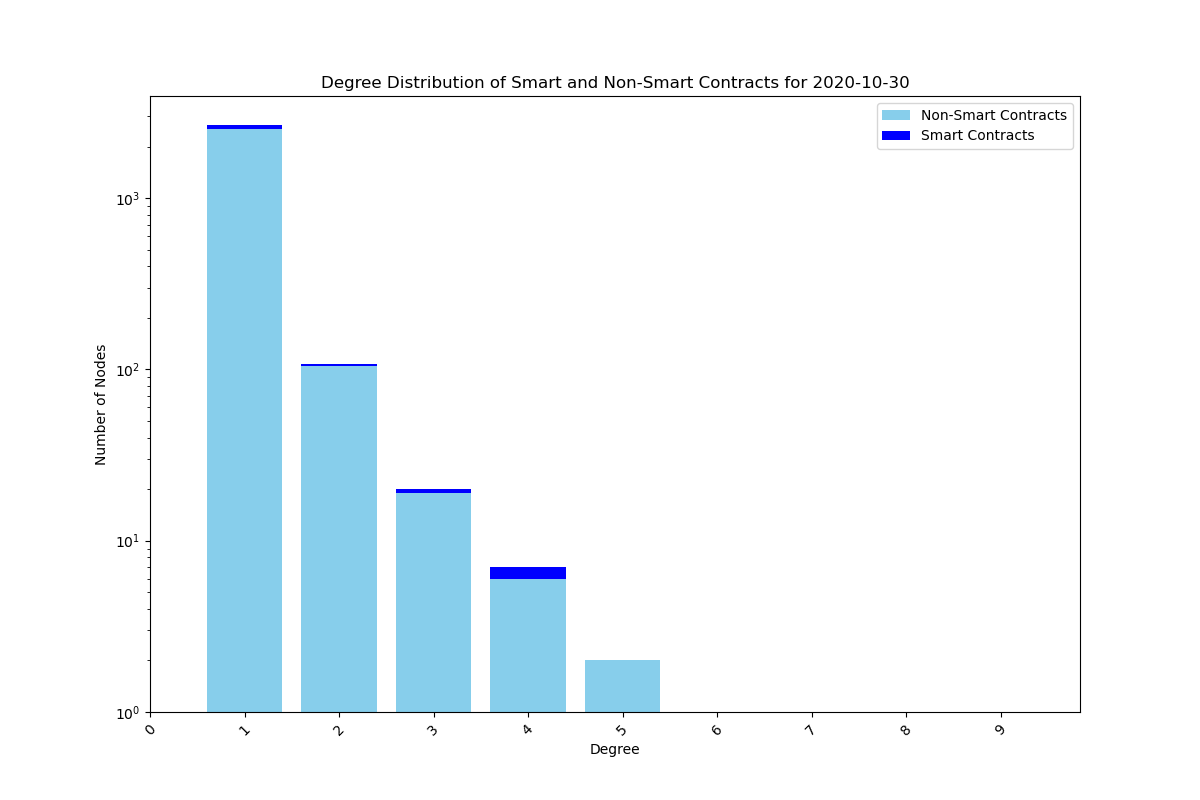 Degree Distribution of Smart and Non-Smart Contracts for 2020-10-30
Non-Smart Contracts
Smart Contracts
Number of Nodes
10³
10²
10¹
10⁰
0 1 2 3 4 5 6 7 8 9
Degree